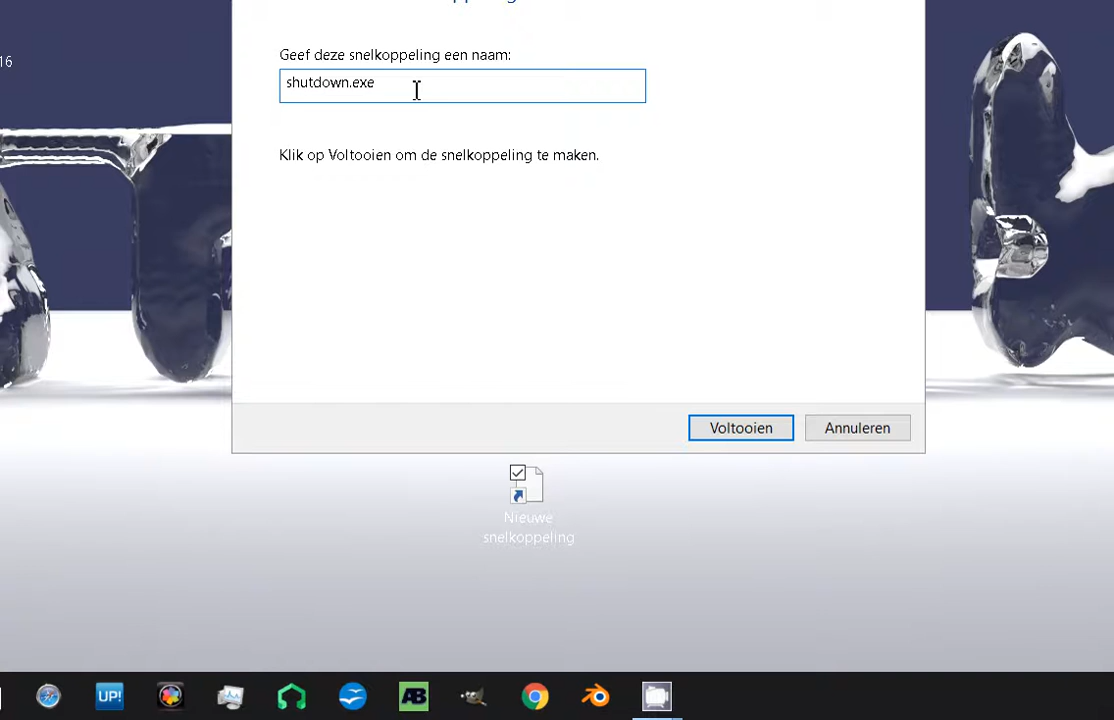 16
Geef deze snelkoppeling een naam:
shutdown.exe
Klik op Voltooien om de snelkoppeling te maken.
Voltooien
Annuleren
Nieuwe
snelkoppeling
UP!
AB